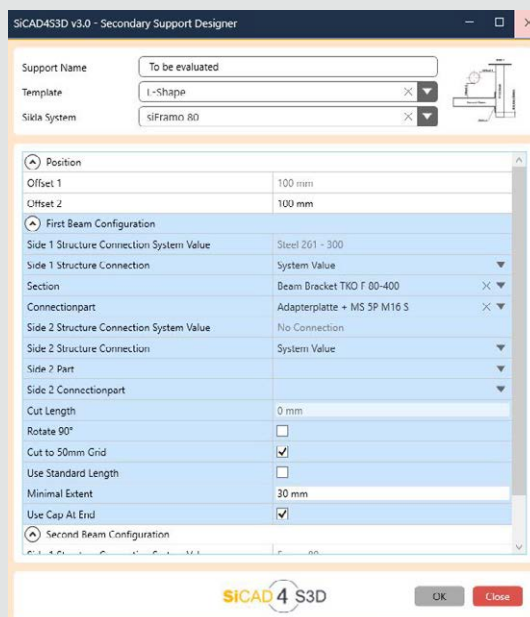 SiCAD4S3D v3.0 - Secondary Support Designer
Support Name To be evaluated
Template L-Shape
Sikla System siFramo 80
Position
Offset 1 100 mm
Offset 2 100 mm
First Beam Configuration
Side 1 Structure Connection System Value Steel 261 - 300
Side 1 Structure Connection System Value
Section Beam Bracket TKO F 80-400
Connectionpart Adapterplatte + MS 5P M16 S
Side 2 Structure Connection System Value No Connection
Side 2 Structure Connection System Value
Side 2 Part
Side 2 Connectionpart
Cut Length 0 mm
Rotate 90°
Cut to 50mm Grid
Use Standard Length
Minimal Extent 30 mm
Use Cap At End
Second Beam Configuration
SiCAD 4 S3D
OK Close